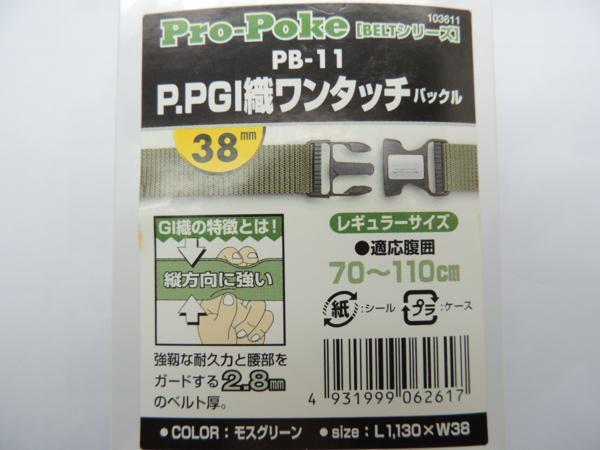 103611
Pro-Poke [BELTシリーズ]
PB-11
P.PGI織ワンタッチバックル
38mm
GI織の特徴とは!
縦方向に強い
強靭な耐久力と腰部を
ガードする2.8mm
のベルト厚。
レギュラーサイズ
●適応腹囲
70～110cm
紙:シール プラ:ケース
4 931999 062617
●COLOR：モスグリーン ●size：L1,130×W38